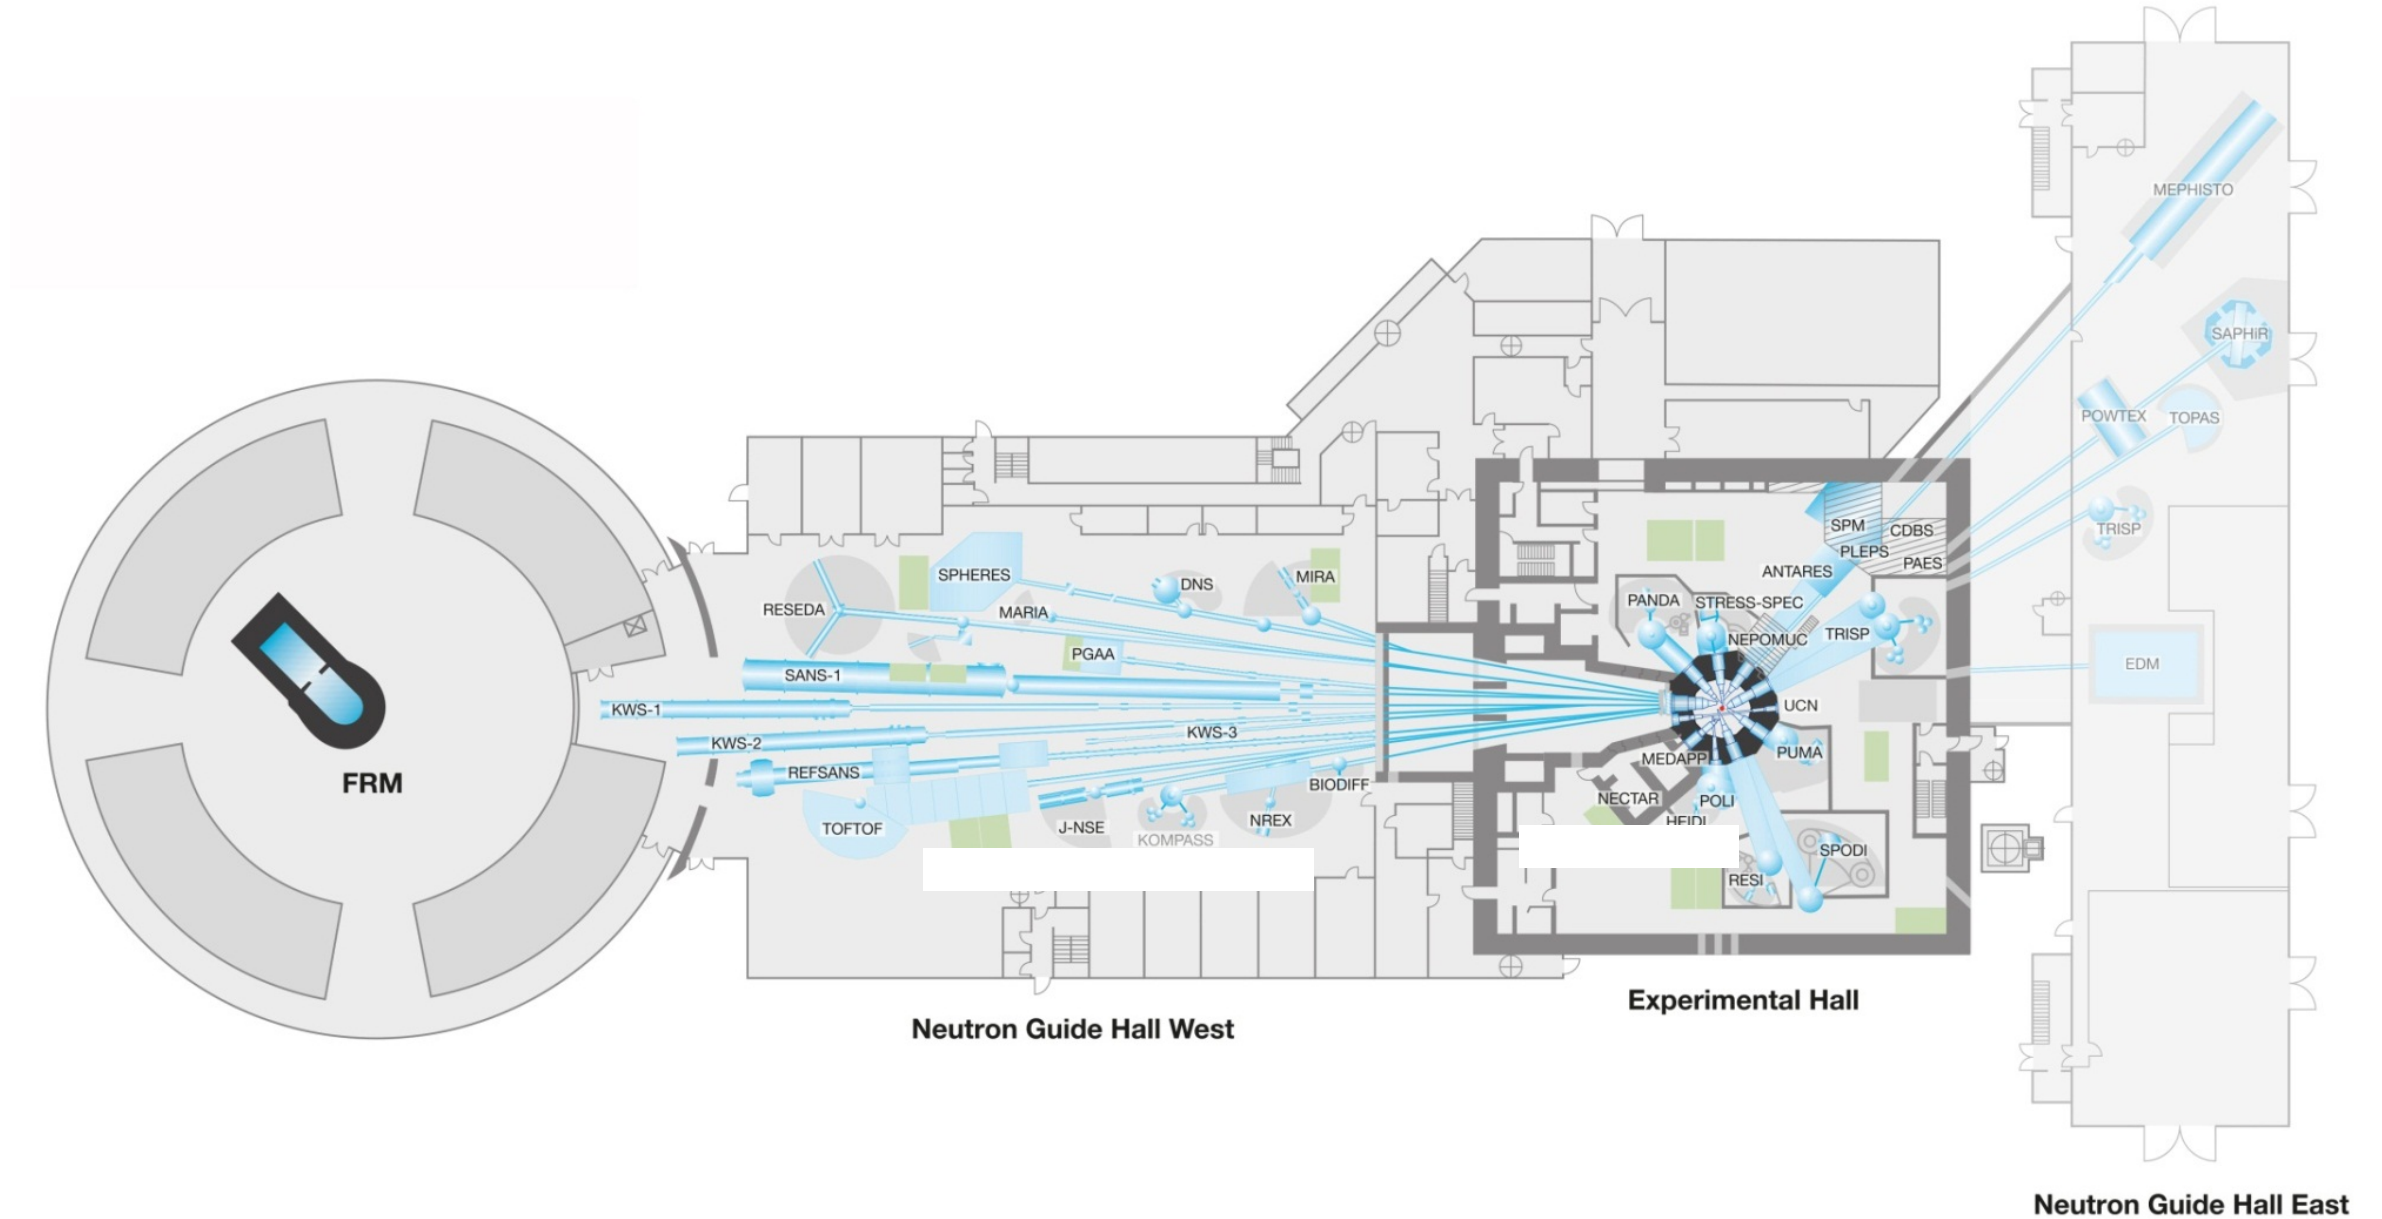 MEPHISTO
SAPHiR
POWTEX
TOPAS
TRISP
EDM
SPM
CDBS
PLEPS
PAES
ANTARES
PANDA
STRESS-SPEC
NEPOMUC
TRISP
UCN
PUMA
MEDAPP
NECTAR
POLI
HEIDI
SPODI
RESI
SPHERES
DNS
MIRA
RESEDA
MARIA
PGAA
SANS-1
KWS-1
KWS-2
KWS-3
REFSANS
BIODIFF
TOFTOF
J-NSE
KOMPASS
NREX
FRM
Experimental Hall
Neutron Guide Hall West
Neutron Guide Hall East